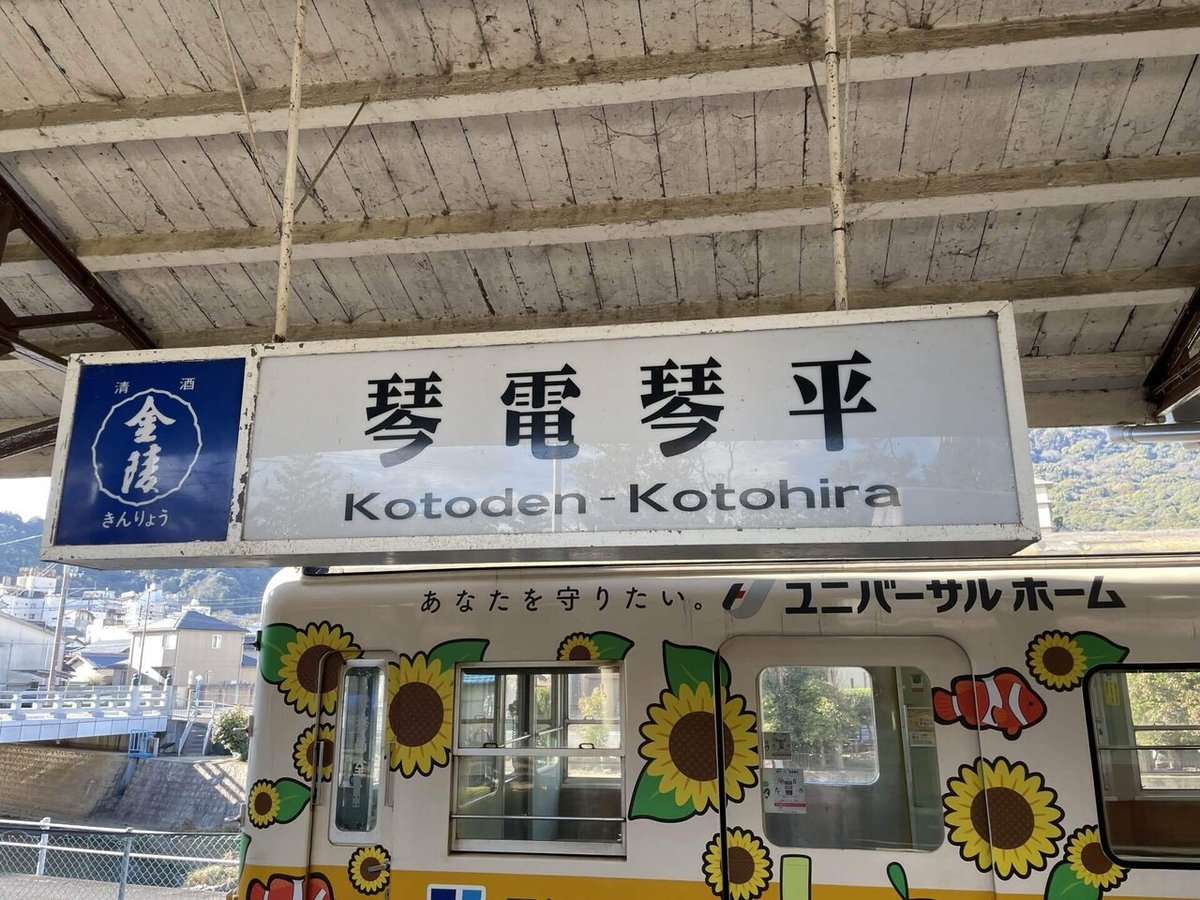 清酒
金陵
きんりょう
琴電琴平
Kotoden-Kotohira
あなたを守りたい。 ユニバーサル ホーム